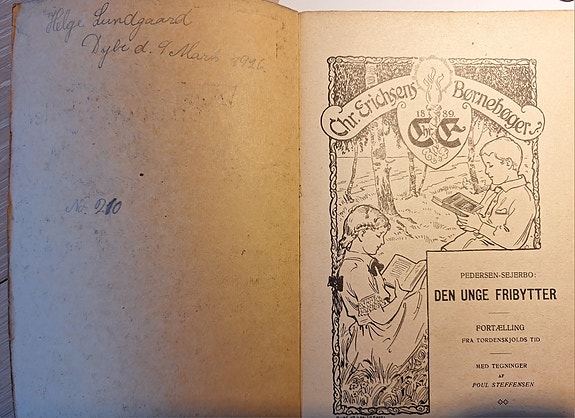 Helge Lundgaard
Dybe d. 9 Marts 1926
No. 210
Chr. Erichsens Børnebøger
18 89.
Chr. E
PEDERSEN-SEJERBO:
DEN UNGE FRIBYTTER
FORTÆLLING
FRA TORDENSKJOLDS TID
MED TEGNINGER
AF
POUL STEFFENSEN